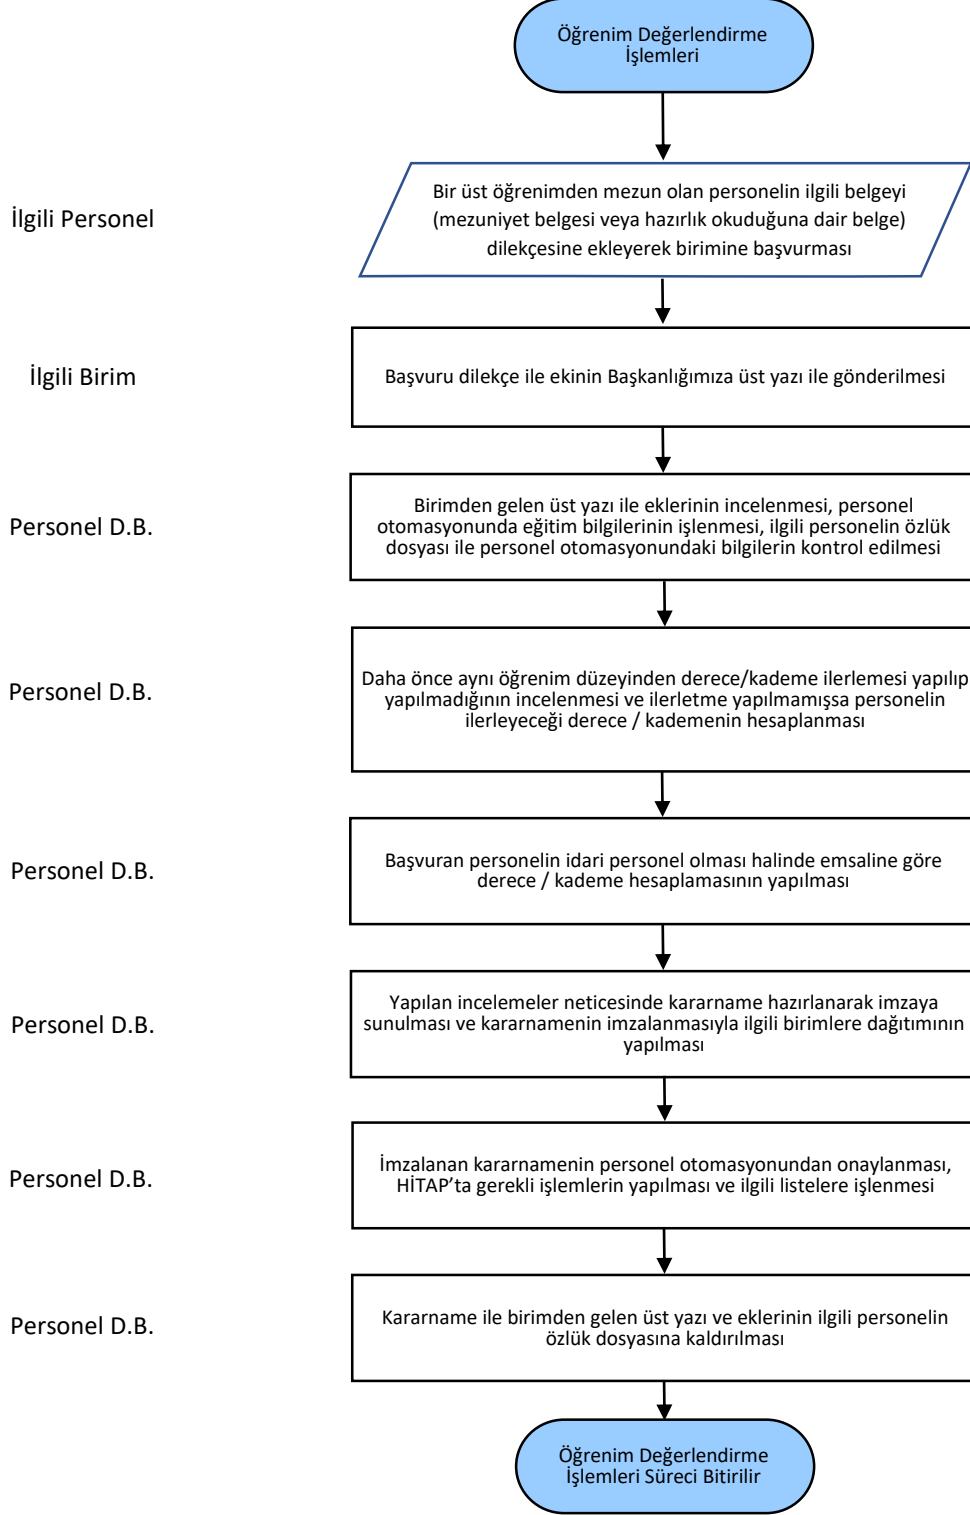 Öğrenim Değerlendirme
İşlemleri
İlgili Personel
Bir üst öğrenimden mezun olan personelin ilgili belgeyi
(mezuniyet belgesi veya hazırlık okuduğuna dair belge)
dilekçesine ekleyerek birimine başvurması
İlgili Birim
Başvuru dilekçe ile ekinin Başkanlığımıza üst yazı ile gönderilmesi
Personel D.B.
Birimden gelen üst yazı ile eklerinin incelenmesi, personel
otomasyonunda eğitim bilgilerinin işlenmesi, ilgili personelin özlük
dosyası ile personel otomasyonundaki bilgilerin kontrol edilmesi
Personel D.B.
Daha önce aynı öğrenim düzeyinden derece/kademe ilerlemesi yapılıp
yapılmadığının incelenmesi ve ilerletme yapılmamışsa personelin
ilerleyeceği derece / kademenin hesaplanması
Personel D.B.
Başvuran personelin idari personel olması halinde emsaline göre
derece / kademe hesaplamasının yapılması
Personel D.B.
Yapılan incelemeler neticesinde kararname hazırlanarak imzaya
sunulması ve kararnamenin imzalanmasıyla ilgili birimlere dağıtımının
yapılması
Personel D.B.
İmzalanan kararnamenin personel otomasyonundan onaylanması,
HİTAP’ta gerekli işlemlerin yapılması ve ilgili listelere işlenmesi
Personel D.B.
Kararname ile birimden gelen üst yazı ve eklerinin ilgili personelin
özlük dosyasına kaldırılması
Öğrenim Değerlendirme
İşlemleri Süreci Bitirilir